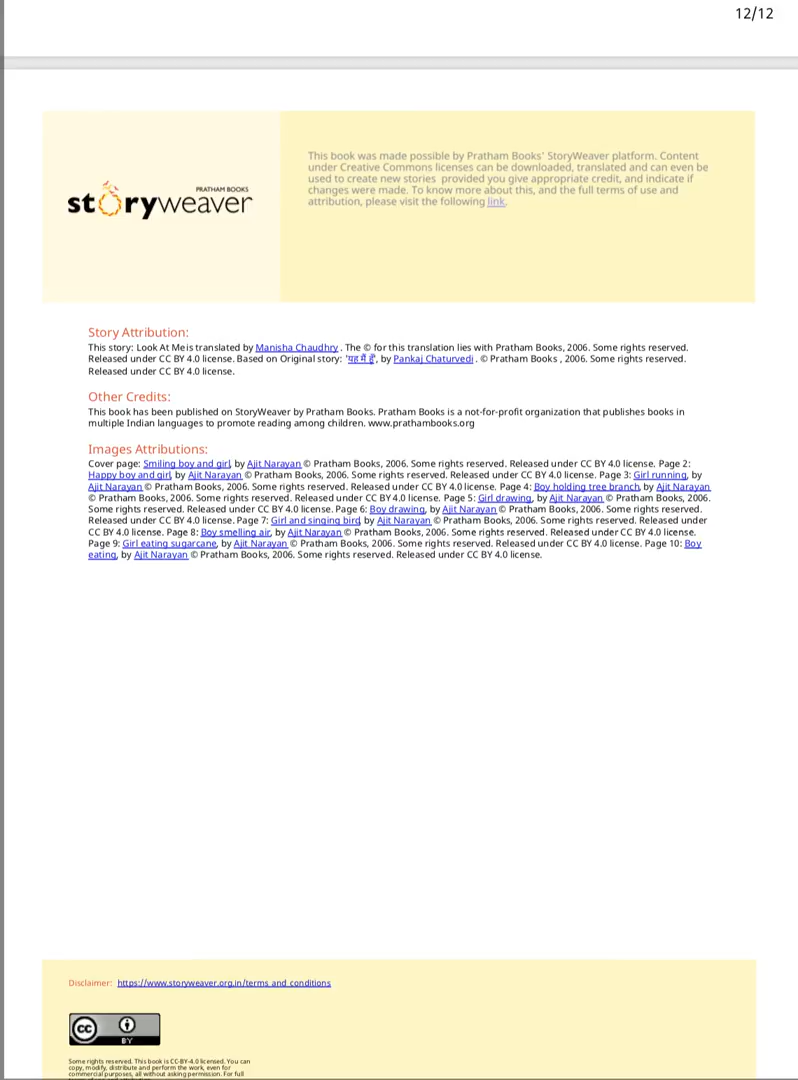 12/12
This book was made possible by Pratham Books' StoryWeaver platform. Content
under Creative Commons licenses can be downloaded, translated and can even be
used to create new stories provided you give appropriate credit, and indicate if
changes were made. To know more about this, and the full terms of use and
attribution, please visit the following link.
PRATHAM BOOKS
storyweaver
Story Attribution:
This story: Look At Me is translated by Manisha Chaudhry . The © for this translation lies with Pratham Books, 2006. Some rights reserved.
Released under CC BY 4.0 license. Based on Original story: 'यह मैं हूँ', by Pankaj Chaturvedi . © Pratham Books , 2006. Some rights reserved.
Released under CC BY 4.0 license.
Other Credits:
This book has been published on StoryWeaver by Pratham Books. Pratham Books is a not-for-profit organization that publishes books in
multiple Indian languages to promote reading among children. www.prathambooks.org
Images Attributions:
Cover page: Smiling boy and girl, by Ajit Narayan © Pratham Books, 2006. Some rights reserved. Released under CC BY 4.0 license. Page 2:
Happy boy and girl, by Ajit Narayan © Pratham Books, 2006. Some rights reserved. Released under CC BY 4.0 license. Page 3: Girl running, by
Ajit Narayan © Pratham Books, 2006. Some rights reserved. Released under CC BY 4.0 license. Page 4: Boy holding tree branch, by Ajit Narayan
© Pratham Books, 2006. Some rights reserved. Released under CC BY 4.0 license. Page 5: Girl drawing, by Ajit Narayan © Pratham Books, 2006.
Some rights reserved. Released under CC BY 4.0 license. Page 6: Boy drawing, by Ajit Narayan © Pratham Books, 2006. Some rights reserved.
Released under CC BY 4.0 license. Page 7: Girl and singing bird, by Ajit Narayan © Pratham Books, 2006. Some rights reserved. Released under
CC BY 4.0 license. Page 8: Boy smelling air, by Ajit Narayan © Pratham Books, 2006. Some rights reserved. Released under CC BY 4.0 license.
Page 9: Girl eating sugarcane, by Ajit Narayan © Pratham Books, 2006. Some rights reserved. Released under CC BY 4.0 license. Page 10: Boy
eating, by Ajit Narayan © Pratham Books, 2006. Some rights reserved. Released under CC BY 4.0 license.
Disclaimer: https://www.storyweaver.org.in/terms_and_conditions
cc
BY
Some rights reserved. This book is CC-BY-4.0 licensed. You can
copy, modify, distribute and perform the work, even for
commercial purposes, all without asking permission. For full